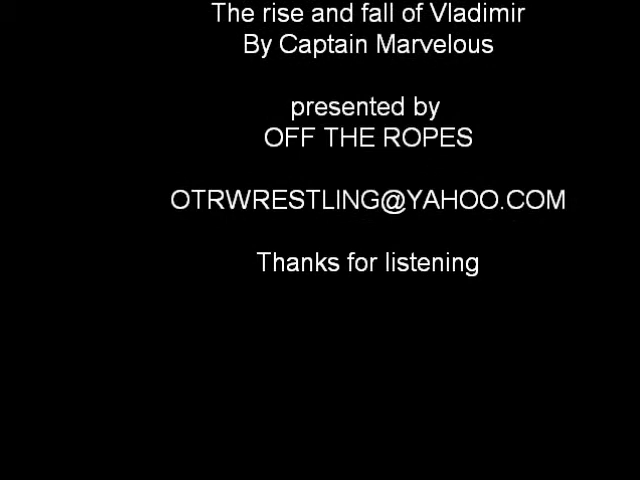 The rise and fall of Vladimir
By Captain Marvelous
presented by
OFF THE ROPES
OTRWRESTLING@YAHOO.COM
Thanks for listening